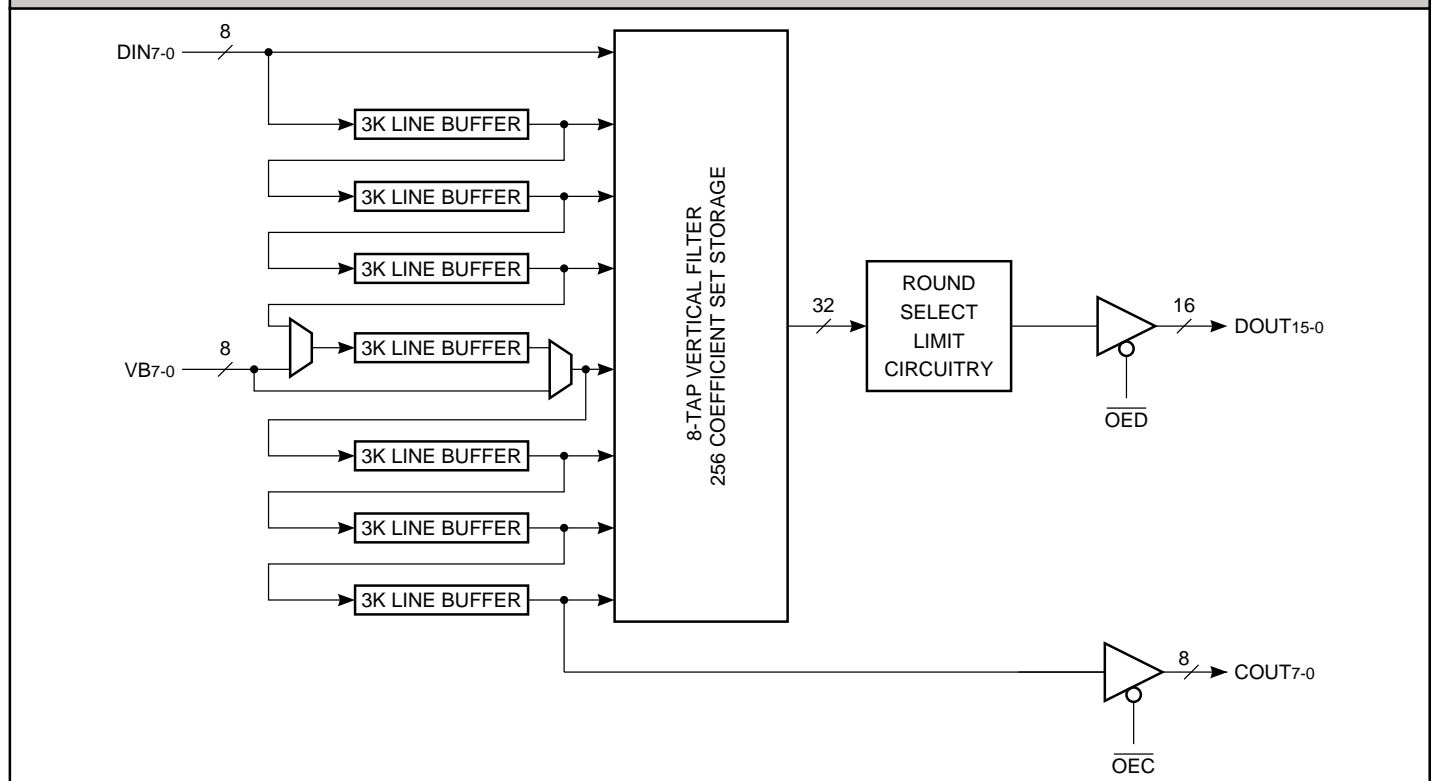 8
DIN7-0
3K LINE BUFFER
3K LINE BUFFER
3K LINE BUFFER
8
VB7-0
3K LINE BUFFER
3K LINE BUFFER
3K LINE BUFFER
3K LINE BUFFER
8-TAP VERTICAL FILTER
256 COEFFICIENT SET STORAGE
32
ROUND
SELECT
LIMIT
CIRCUITRY
16
DOUT15-0
OED
8
COUT7-0
OEC